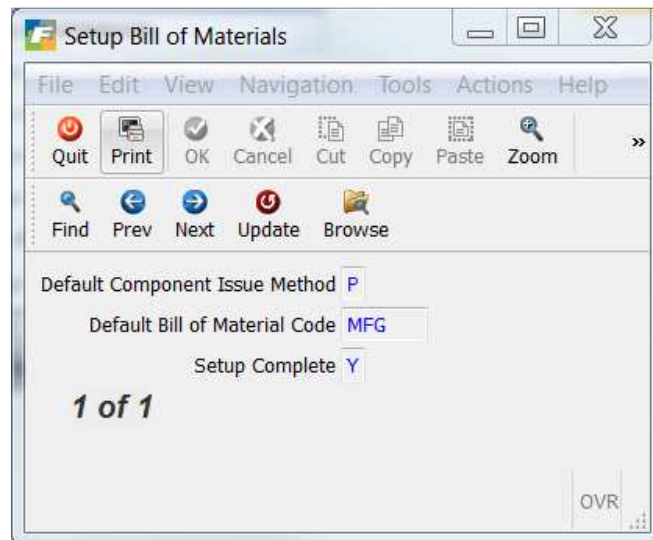 Setup Bill of Materials
File Edit View Navigation Tools Actions Help
Quit Print OK Cancel Cut Copy Paste Zoom »
Find Prev Next Update Browse
Default Component Issue Method P
Default Bill of Material Code MFG
Setup Complete Y
1 of 1
OVR